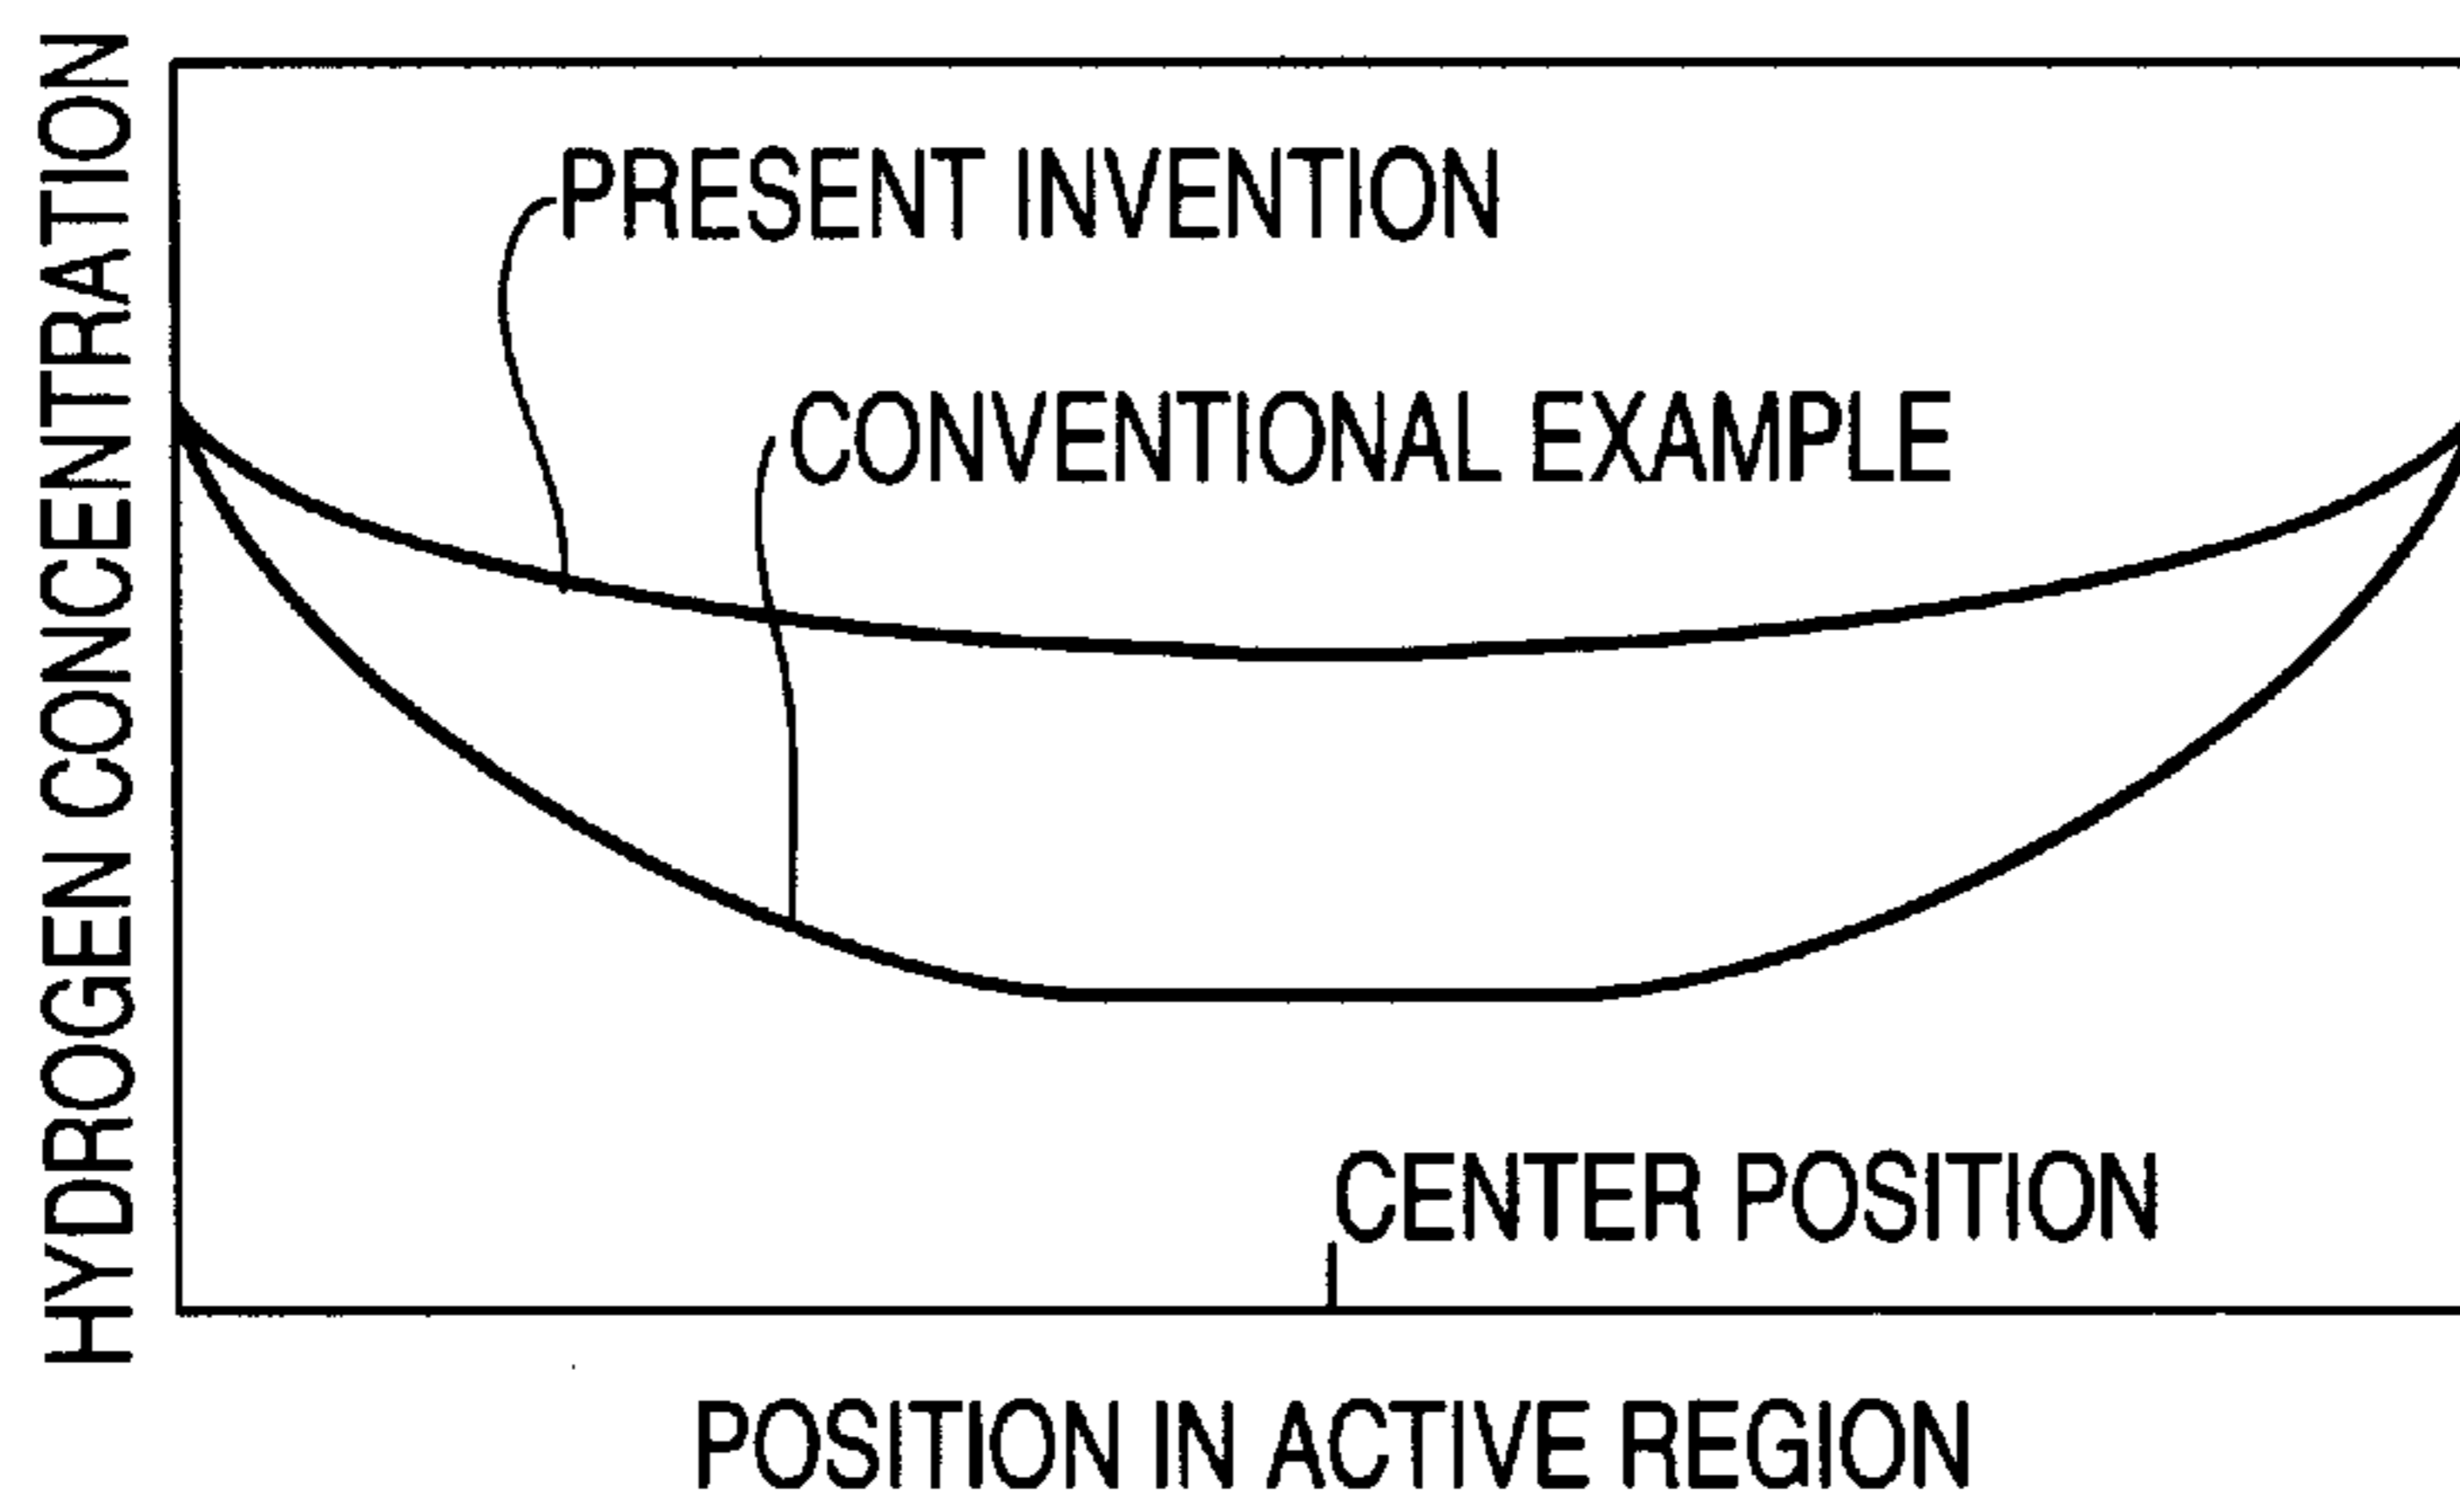 HYDROGEN CONCENTRATION
PRESENT INVENTION
CONVENTIONAL EXAMPLE
CENTER POSITION
POSITION IN ACTIVE REGION